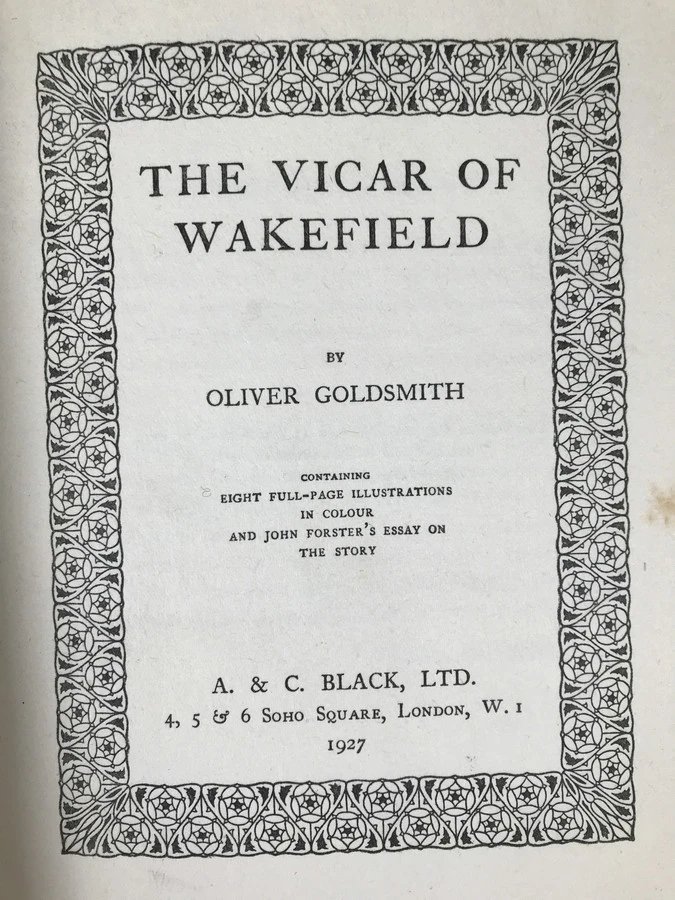 THE VICAR OF
WAKEFIELD
BY
OLIVER GOLDSMITH
CONTAINING
EIGHT FULL-PAGE ILLUSTRATIONS
IN COLOUR
AND JOHN FORSTER'S ESSAY ON
THE STORY
A. & C. BLACK, LTD.
4, 5 & 6 SOHO SQUARE, LONDON, W. 1
1927